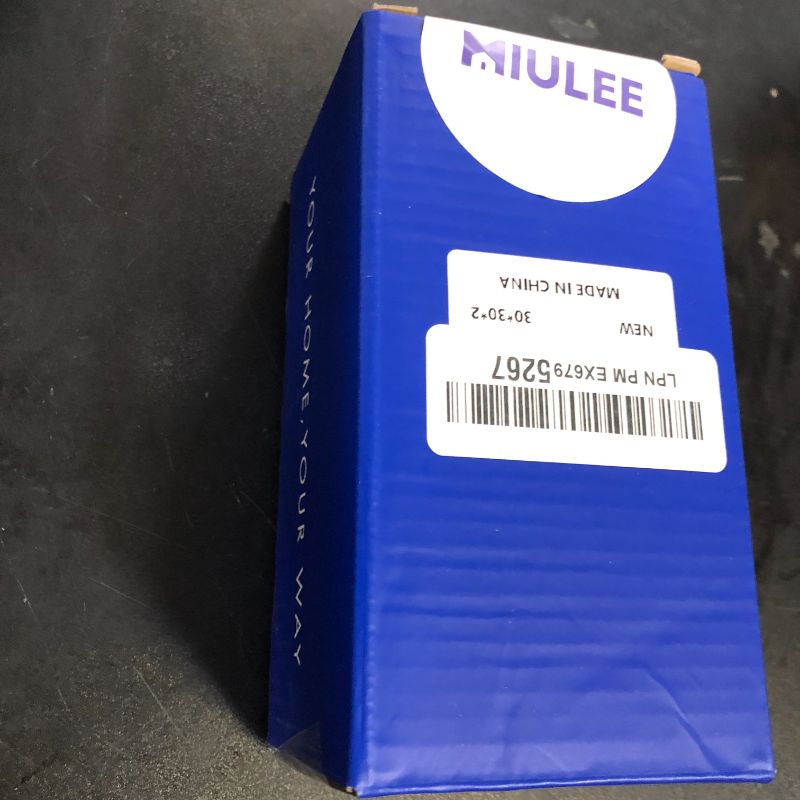 MIULEE
YOUR HOME, YOUR WAY
LPN PM EX6795267
NEW 30*30*2
MADE IN CHINA